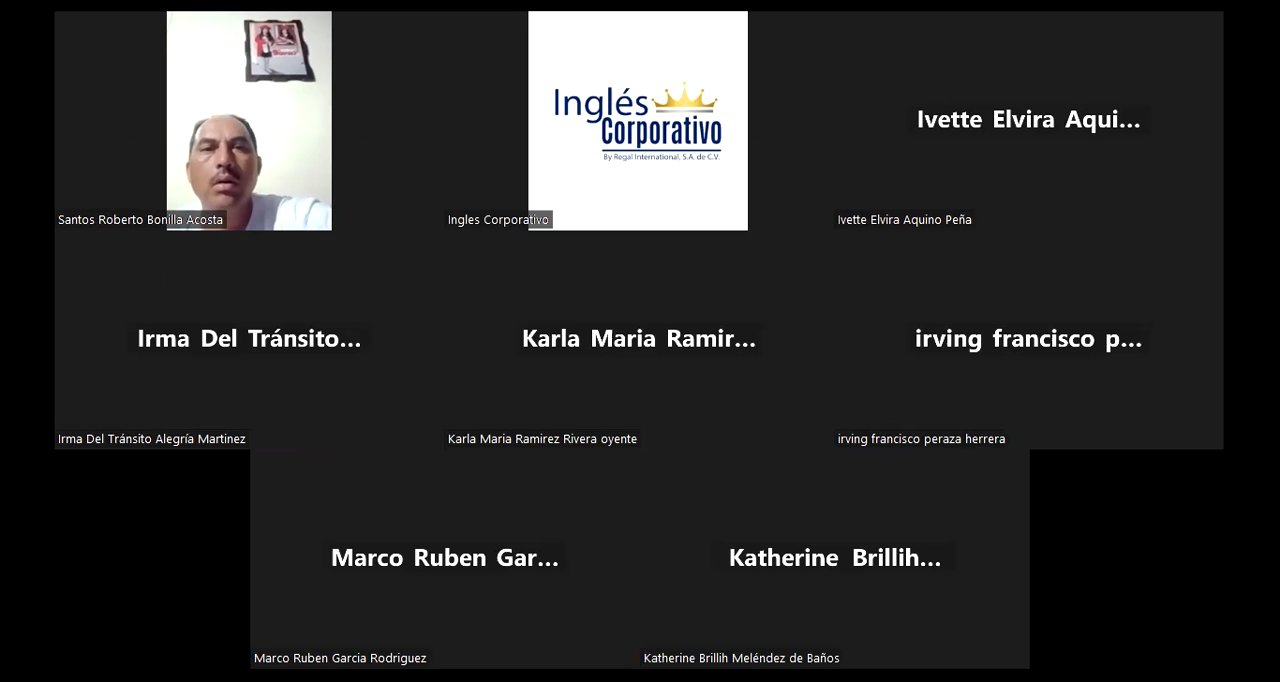 Santos Roberto Bonilla Acosta
Inglés
Corporativo
By Regal International, S.A. de C.V.
Ingles Corporativo
Ivette Elvira Aqui...
Ivette Elvira Aquino Peña
Irma Del Tránsito...
Irma Del Tránsito Alegría Martinez
Karla Maria Ramir...
Karla Maria Ramirez Rivera oyente
irving francisco p...
irving francisco peraza herrera
Marco Ruben Gar...
Marco Ruben Garcia Rodriguez
Katherine Brillih...
Katherine Brillih Meléndez de Baños